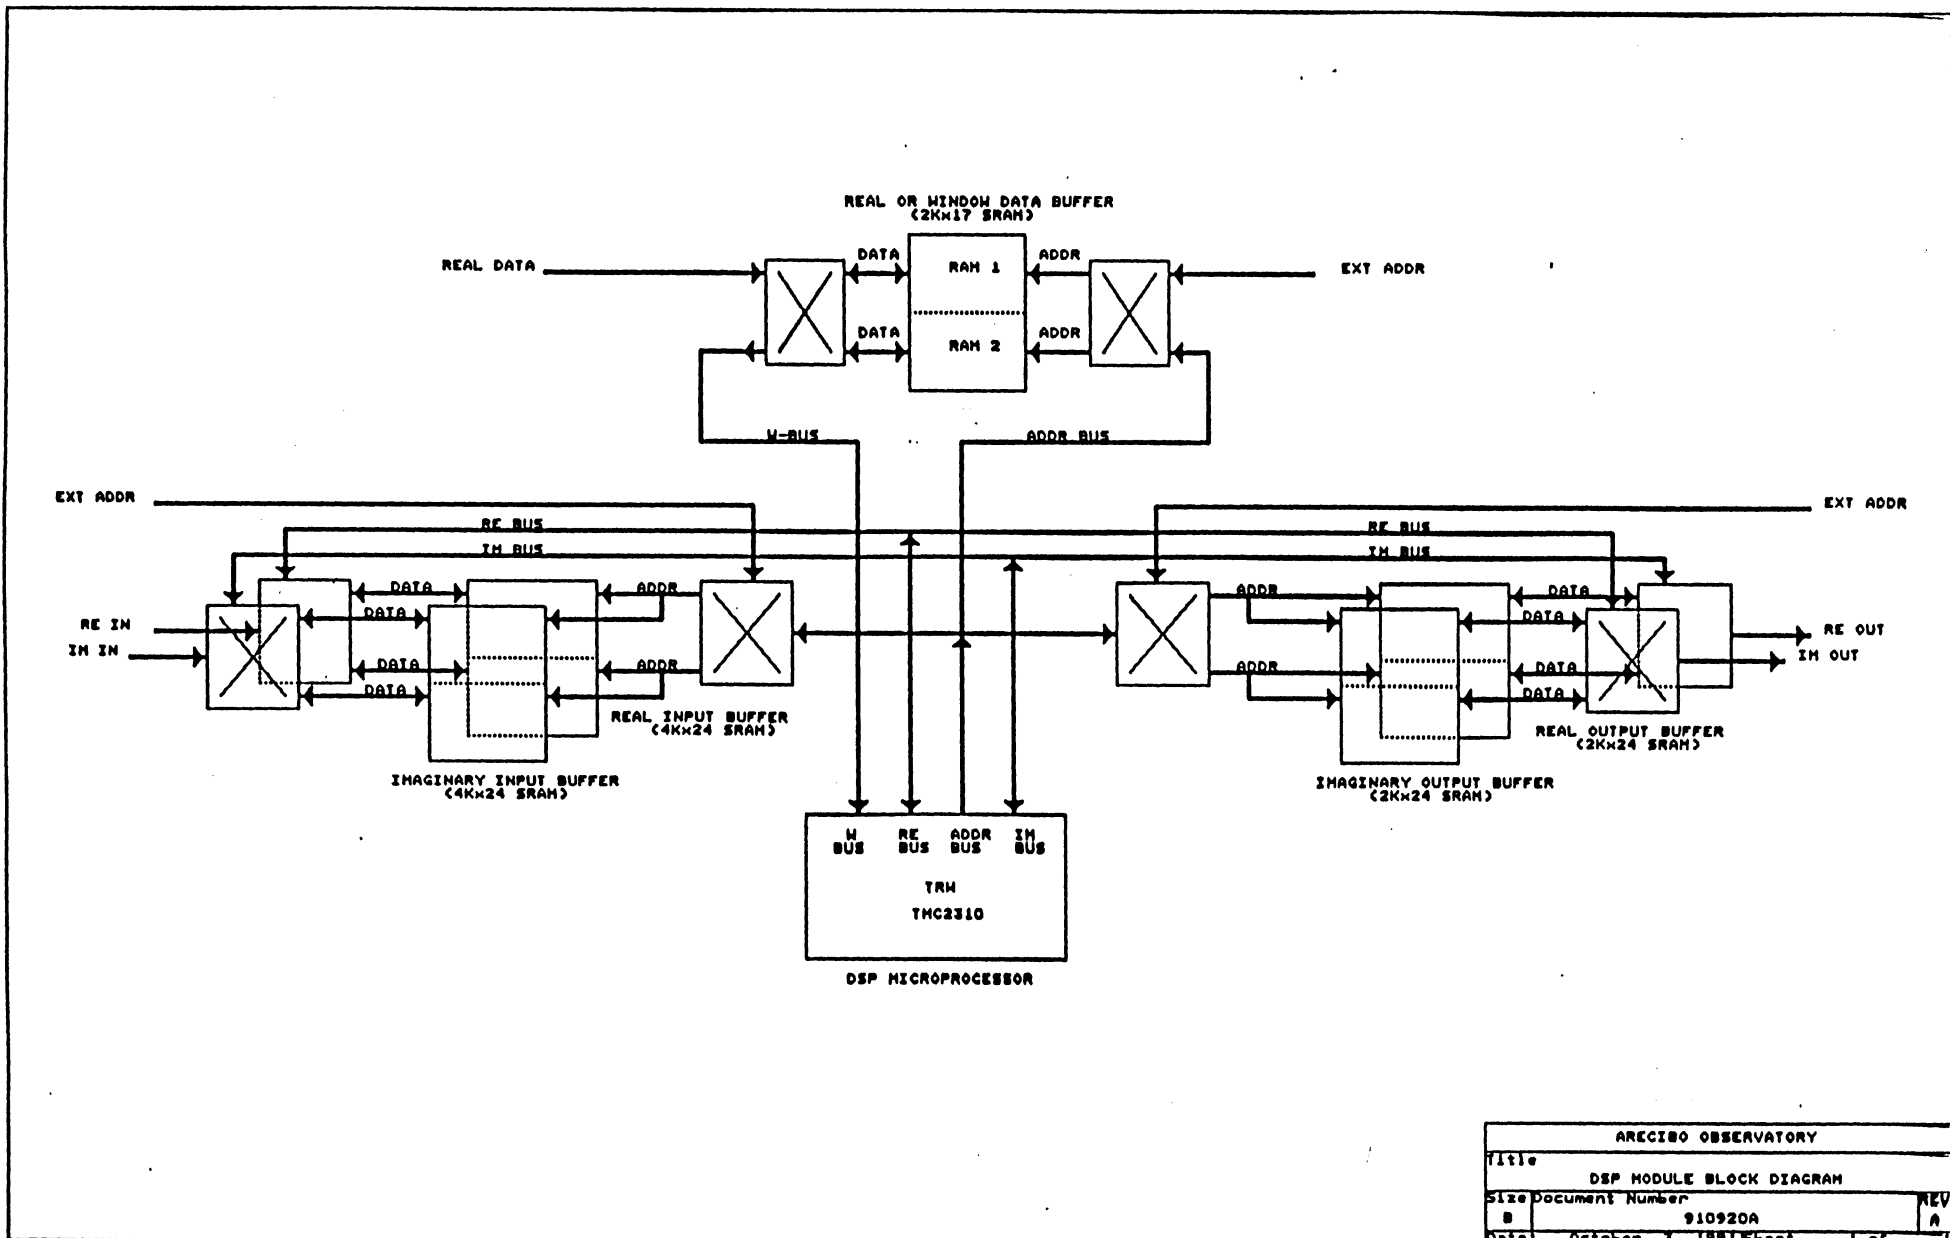 REAL OR WINDOW DATA BUFFER
(2Kx17 SRAM)
REAL DATA
DATA
RAM 1
ADDR
EXT ADDR
DATA
RAM 2
ADDR
W-BUS
ADDR BUS
EXT ADDR
EXT ADDR
RE BUS
RE BUS
IM BUS
IM BUS
DATA
ADDR
ADDR
DATA
DATA
DATA
RE IN
RE OUT
IM IN
IM OUT
DATA
ADDR
ADDR
DATA
DATA
DATA
REAL INPUT BUFFER
(4Kx24 SRAM)
REAL OUTPUT BUFFER
(2Kx24 SRAM)
IMAGINARY INPUT BUFFER
(4Kx24 SRAM)
IMAGINARY OUTPUT BUFFER
(2Kx24 SRAM)
W BUS
RE BUS
ADDR BUS
IM BUS
TRW
TMC2310
DSP MICROPROCESSOR
ARECIBO OBSERVATORY
Title
DSP MODULE BLOCK DIAGRAM
Size
Document Number
REV
B
910920A
A